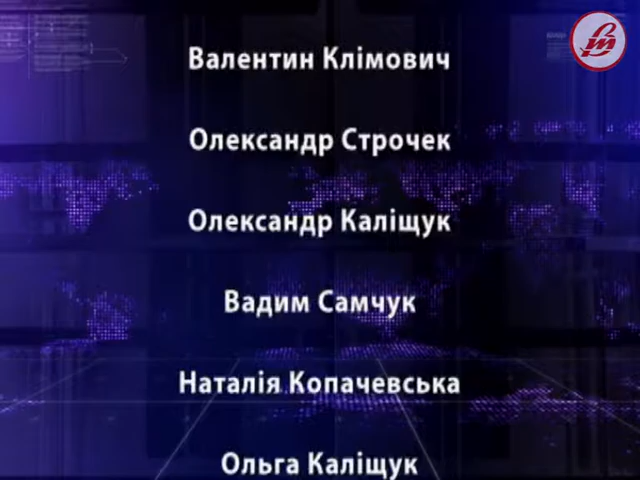 Валентин Клімович
Олександр Строчек
Олександр Каліщук
Вадим Самчук
Наталія Копачевська
Ольга Каліщук